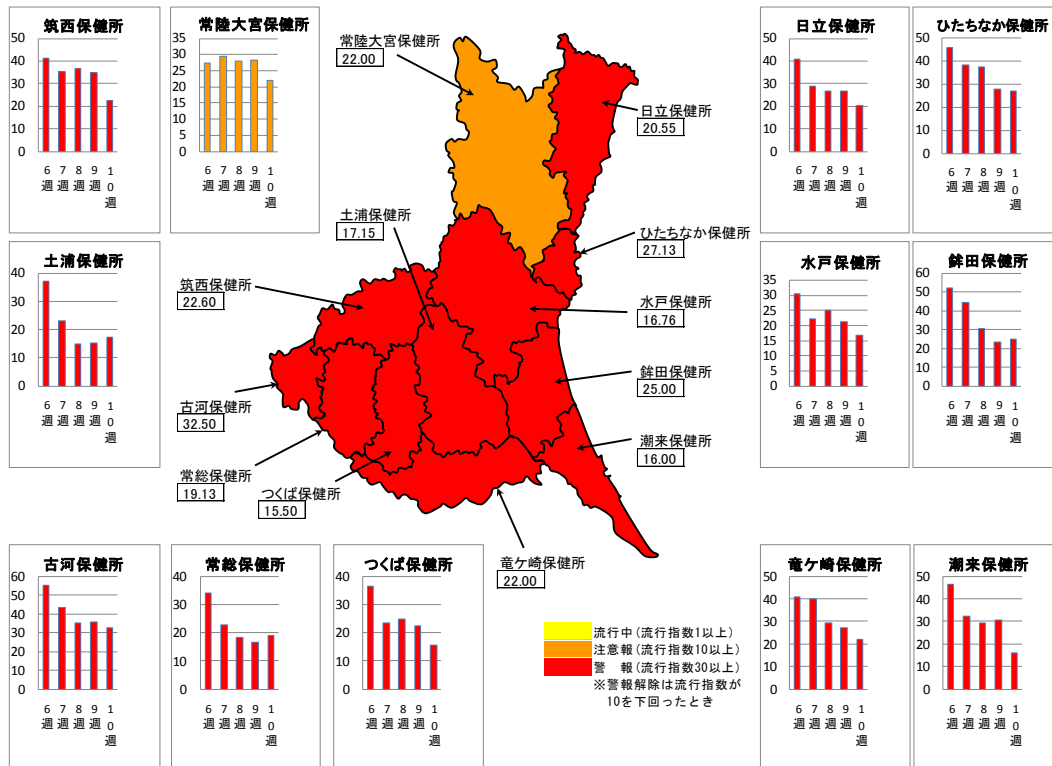 筑西保健所
50
40
30
20
10
0
6週
7週
8週
9週
10週
常陸大宮保健所
35
30
25
20
15
10
5
0
6週
7週
8週
9週
10週
日立保健所
50
40
30
20
10
0
6週
7週
8週
9週
10週
ひたちなか保健所
50
40
30
20
10
0
6週
7週
8週
9週
10週
常陸大宮保健所
22.00
日立保健所
20.55
土浦保健所
17.15
ひたちなか保健所
27.13
筑西保健所
22.60
水戸保健所
16.76
鉾田保健所
25.00
古河保健所
32.50
潮来保健所
16.00
常総保健所
19.13
つくば保健所
15.50
竜ケ崎保健所
22.00
土浦保健所
40
30
20
10
0
6週
7週
8週
9週
10週
水戸保健所
35
30
25
20
15
10
5
0
6週
7週
8週
9週
10週
鉾田保健所
60
50
40
30
20
10
0
6週
7週
8週
9週
10週
古河保健所
60
50
40
30
20
10
0
6週
7週
8週
9週
10週
常総保健所
40
30
20
10
0
6週
7週
8週
9週
10週
つくば保健所
40
30
20
10
0
6週
7週
8週
9週
10週
流行中(流行指数1以上)
注意報(流行指数10以上)
警　報(流行指数30以上)
※警報解除は流行指数が
10を下回ったとき
竜ケ崎保健所
50
40
30
20
10
0
6週
7週
8週
9週
10週
潮来保健所
50
40
30
20
10
0
6週
7週
8週
9週
10週